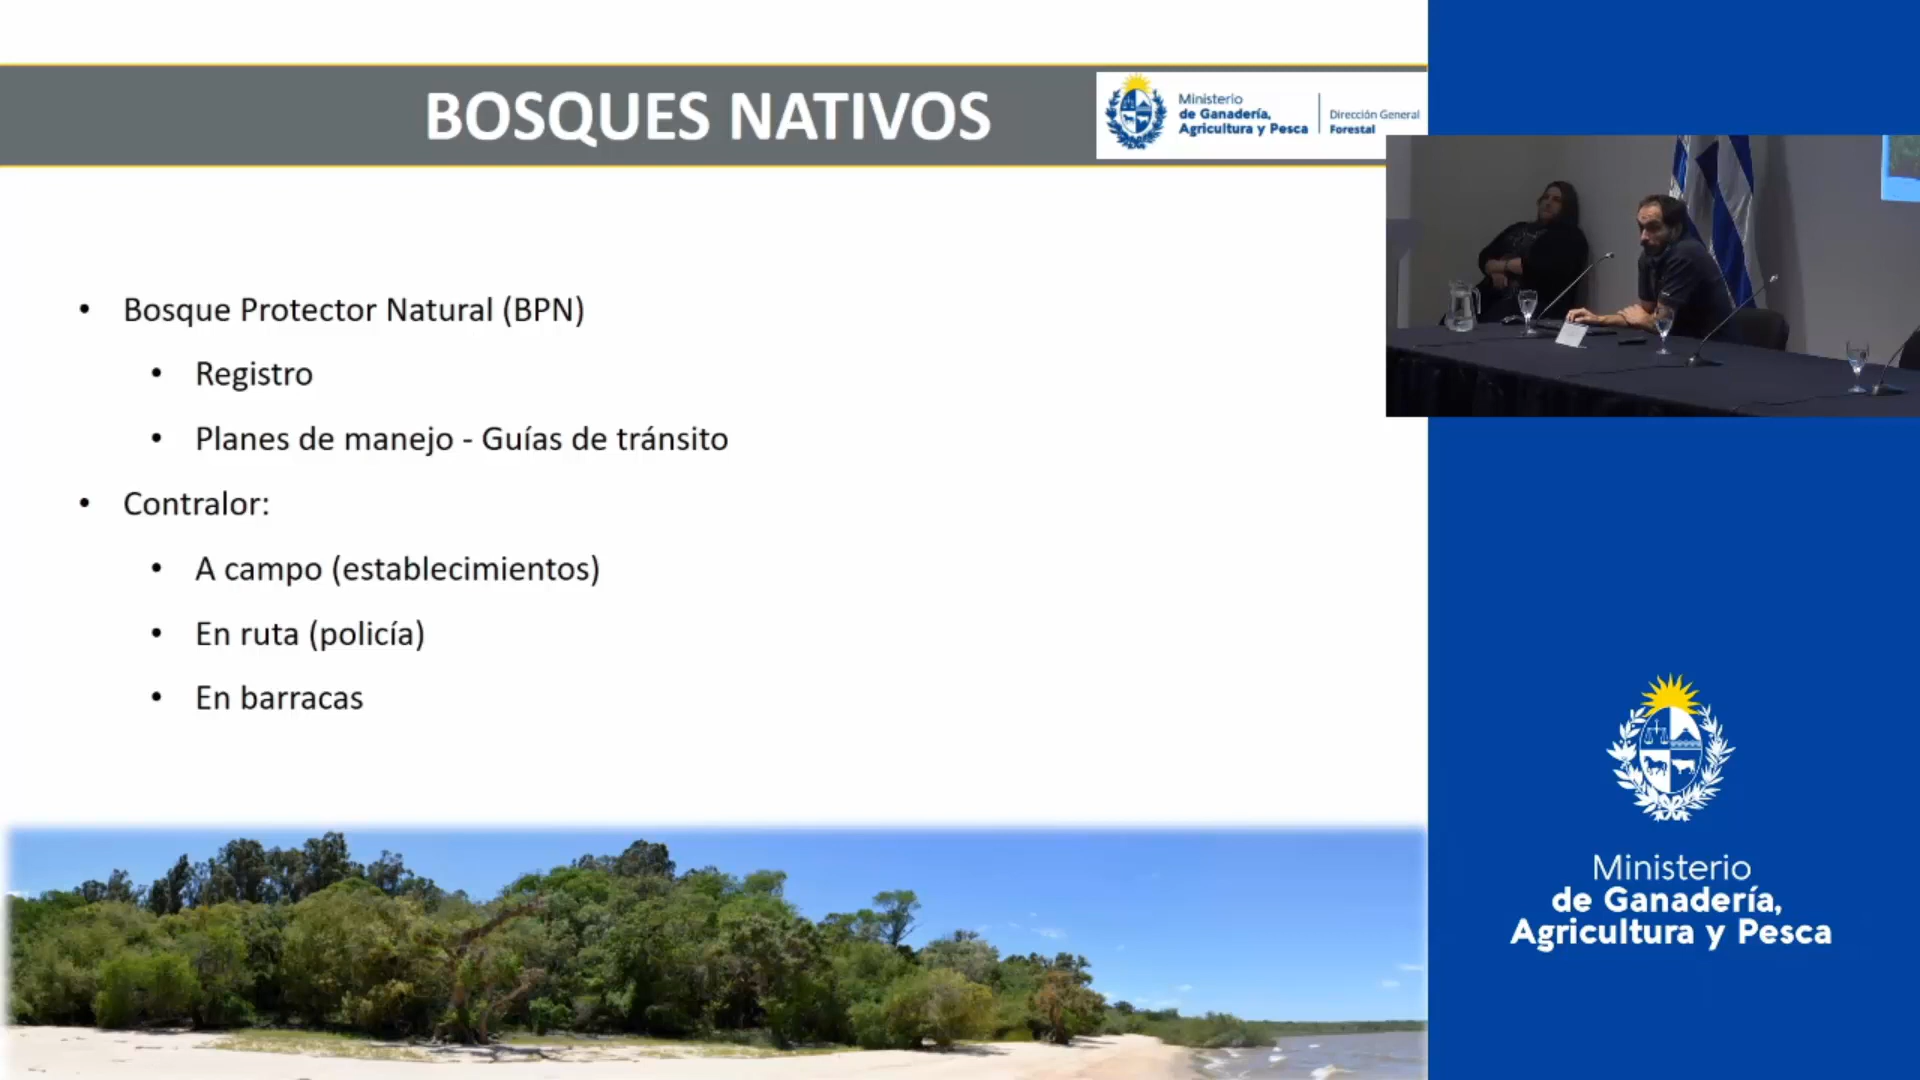 BOSQUES NATIVOS
Ministerio
de Ganadería,
Agricultura y Pesca
Dirección General
Forestal
• Bosque Protector Natural (BPN)
• Registro
• Planes de manejo - Guías de tránsito
• Contralor:
• A campo (establecimientos)
• En ruta (policía)
• En barracas
Ministerio
de Ganadería,
Agricultura y Pesca